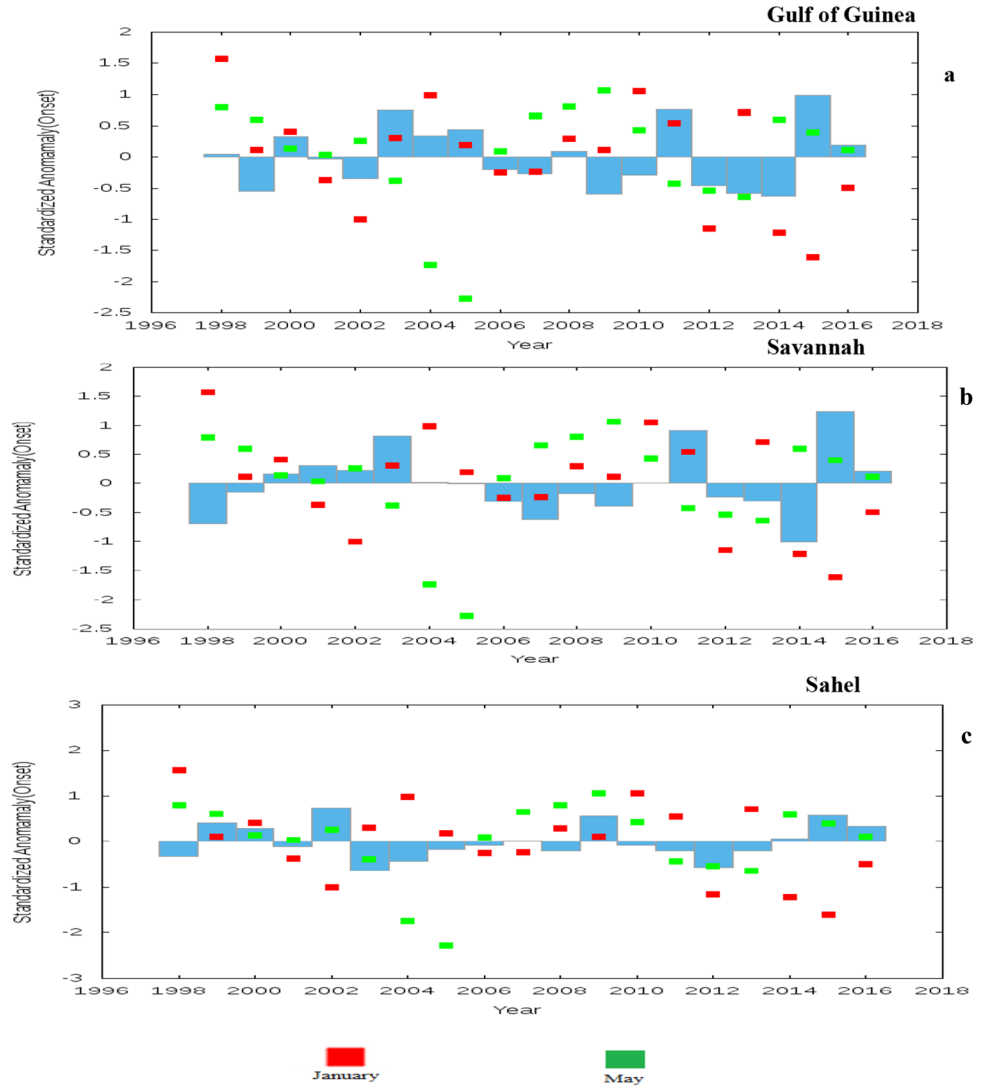 Gulf of Guinea
a
Standardized Anomamaly(Onset)
2
1.5
1
0.5
0
-0.5
-1
-1.5
-2
-2.5
1996 1998 2000 2002 2004 2006 2008 2010 2012 2014 2016 2018
Year
Savannah
b
Standardized Anomamaly(Onset)
2
1.5
1
0.5
0
-0.5
-1
-1.5
-2
-2.5
1996 1998 2000 2002 2004 2006 2008 2010 2012 2014 2016 2018
Year
Sahel
c
Standardized Anomamaly(Onset)
3
2
1
0
-1
-2
-3
1996 1998 2000 2002 2004 2006 2008 2010 2012 2014 2016 2018
Year
January May